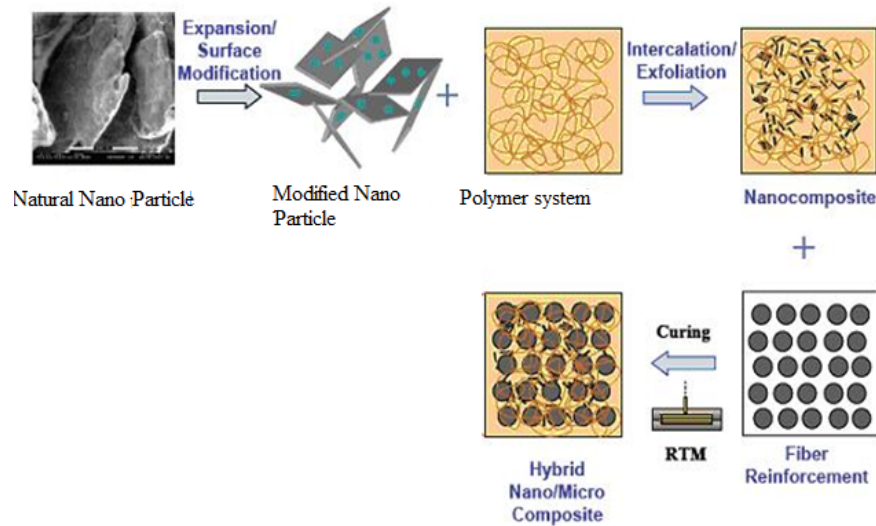 Expansion/
Surface
Modification
+
Intercalation/
Exfoliation
Natural Nano Particle
Modified Nano
Particle
Polymer system
Nanocomposite
+
Curing
RTM
Hybrid
Nano/Micro
Composite
Fiber
Reinforcement